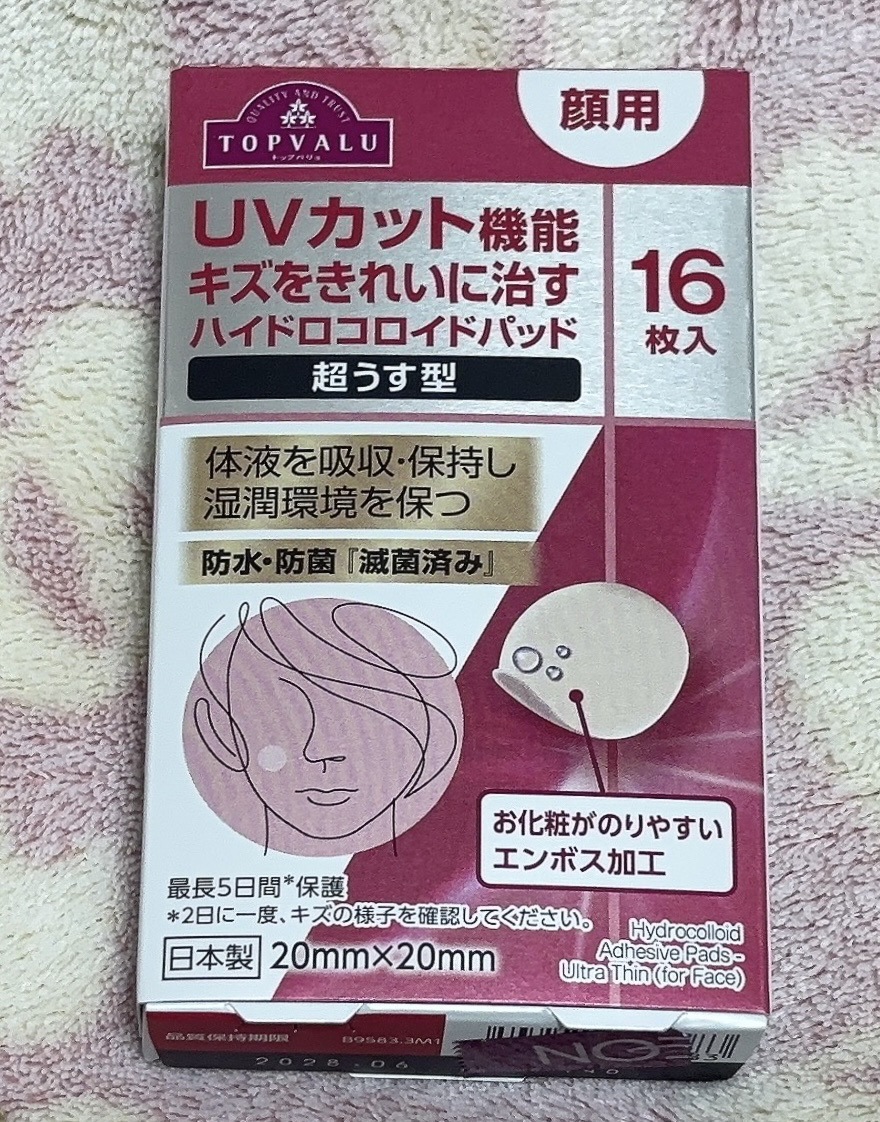 QUALITY AND TRUST
TOPVALU
トップバリュ
顔用
UVカット機能
キズをきれいに治す
ハイドロコロイドパッド
超うす型
16
枚入
体液を吸収・保持し
湿潤環境を保つ
防水・防菌『滅菌済み』
お化粧がのりやすい
エンボス加工
最長5日間*保護
*2日に一度、キズの様子を確認してください。
日本製 20mm×20mm
Hydrocolloid
Adhesive Pads-
Ultra Thin (for Face)
品質保持期限
B9583.3M1
2028.06